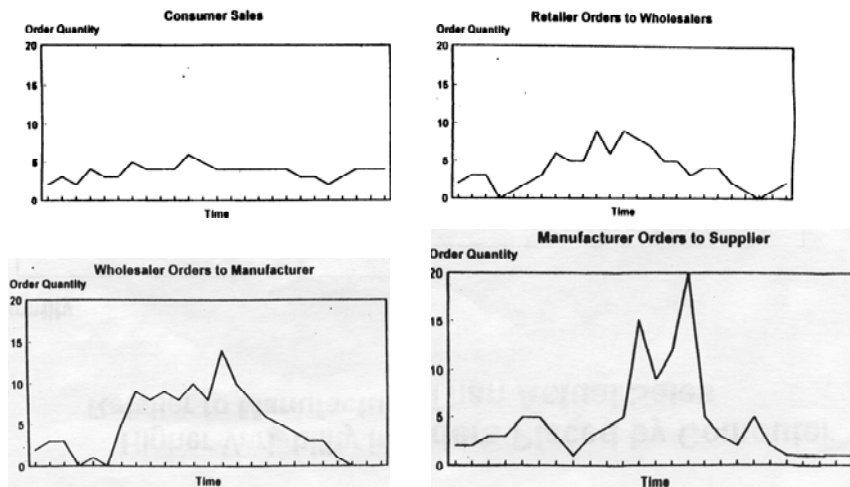 Consumer Sales
Order Quantity
20
15
10
5
0
Time
Retailer Orders to Wholesalers
Order Quantity
20
15
10
5
0
Time
Wholesaler Orders to Manufacturer
Order Quantity
20
15
10
5
0
Time
Manufacturer Orders to Supplier
Order Quantity
20
15
10
5
0
Time